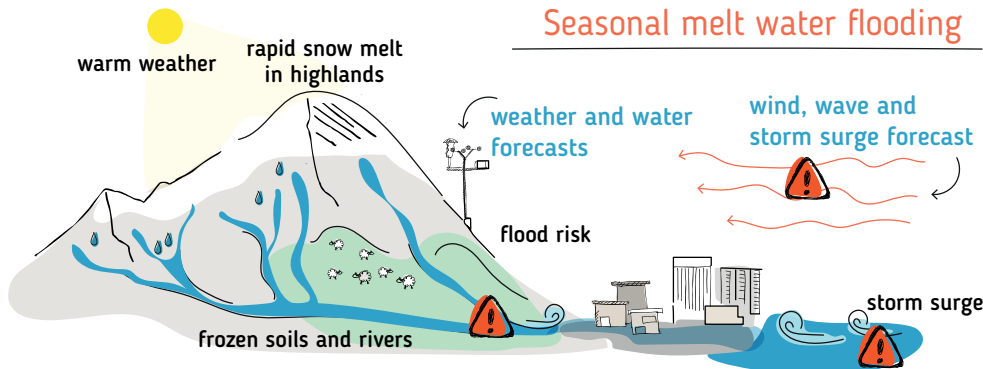 Seasonal melt water flooding
warm weather
rapid snow melt
in highlands
weather and water
forecasts
wind, wave and
storm surge forecast
flood risk
storm surge
frozen soils and rivers